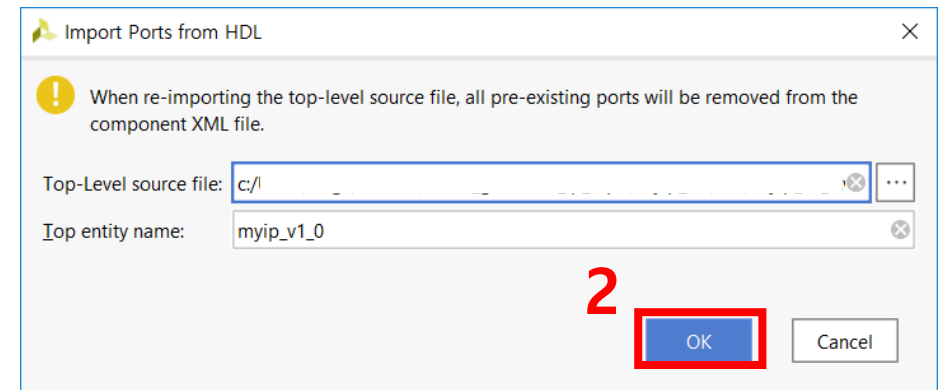 Import Ports from HDL
When re-importing the top-level source file, all pre-existing ports will be removed from the
component XML file.
Top-Level source file: c:/
Top entity name: myip_v1_0
2
OK Cancel